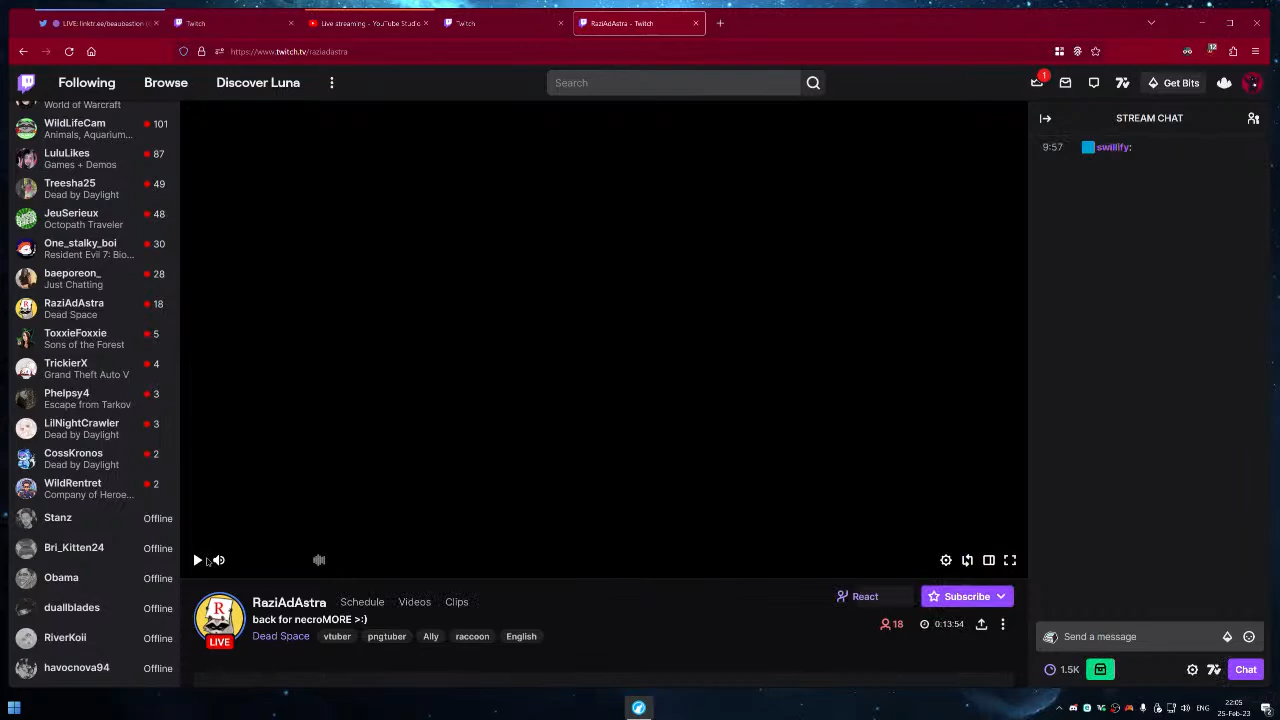 LIVE: linktr.ee/beaubastion
Twitch
Live streaming - YouTube Studio
Twitch
RaziAdAstra - Twitch
https://www.twitch.tv/raziadastra
12
Following
Browse
Discover Luna
Search
1
Get Bits
World of Warcraft
WildLifeCam
101
Animals, Aquarium...
LuluLikes
87
Games + Demos
Treesha25
49
Dead by Daylight
JeuSerieux
48
Octopath Traveler
One_stalky_boi
30
Resident Evil 7: Bio...
baeporeon_
28
Just Chatting
RaziAdAstra
18
Dead Space
ToxxieFoxxie
5
Sons of the Forest
TrickierX
4
Grand Theft Auto V
Phelpsy4
3
Escape from Tarkov
LilNightCrawler
3
Dead by Daylight
CossKronos
2
Dead by Daylight
WildRentret
2
Company of Heroe...
Stanz
Offline
Bri_Kitten24
Offline
Obama
Offline
duallblades
Offline
RiverKoii
Offline
havocnova94
Offline
R
LIVE
RaziAdAstra
Schedule
Videos
Clips
back for necroMORE >:)
Dead Space
vtuber
pngtuber
Ally
raccoon
English
React
Subscribe
18
0:13:54
STREAM CHAT
9:57
swillify:
Send a message
1.5K
Chat
ENG
22:05
25-Feb-23